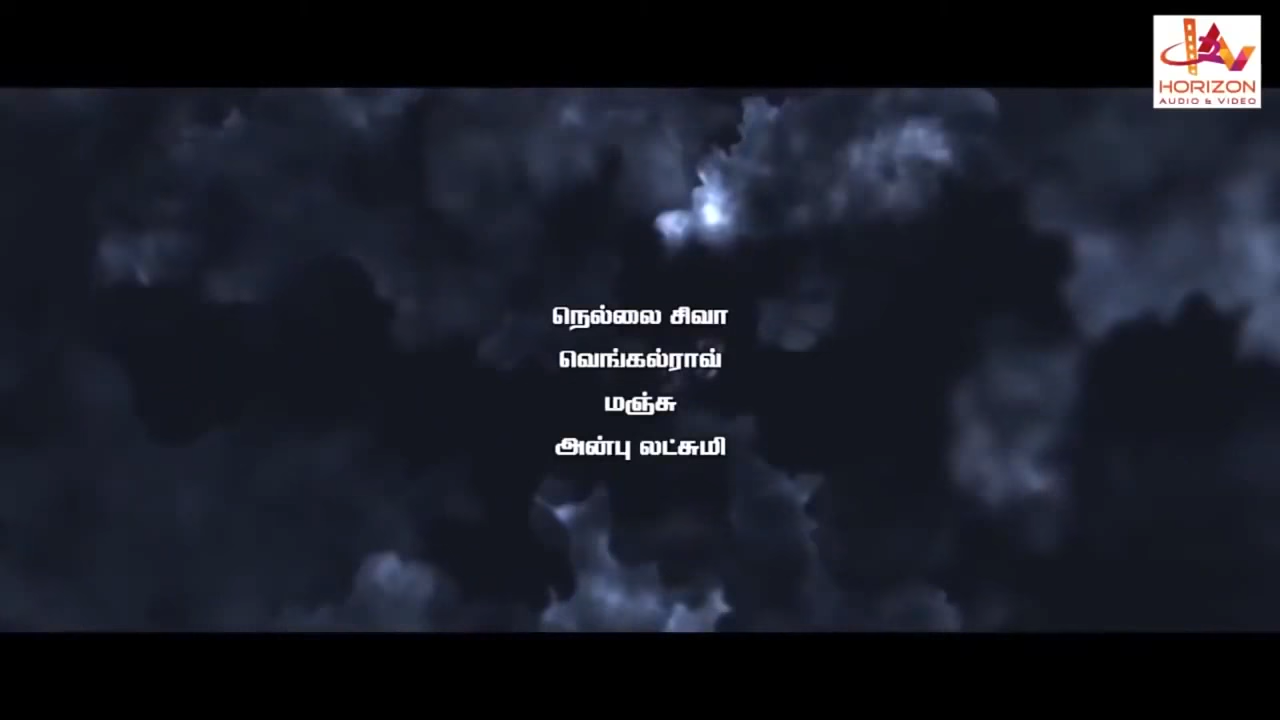 HORIZON
AUDIO & VIDEO
நெல்லை சிவா
வெங்கல்ராவ்
மஞ்சு
அன்பு லட்சுமி